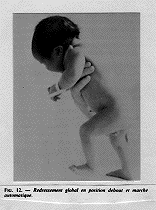 FIG. 12. — Redressement global en position debout et marche
automatique.